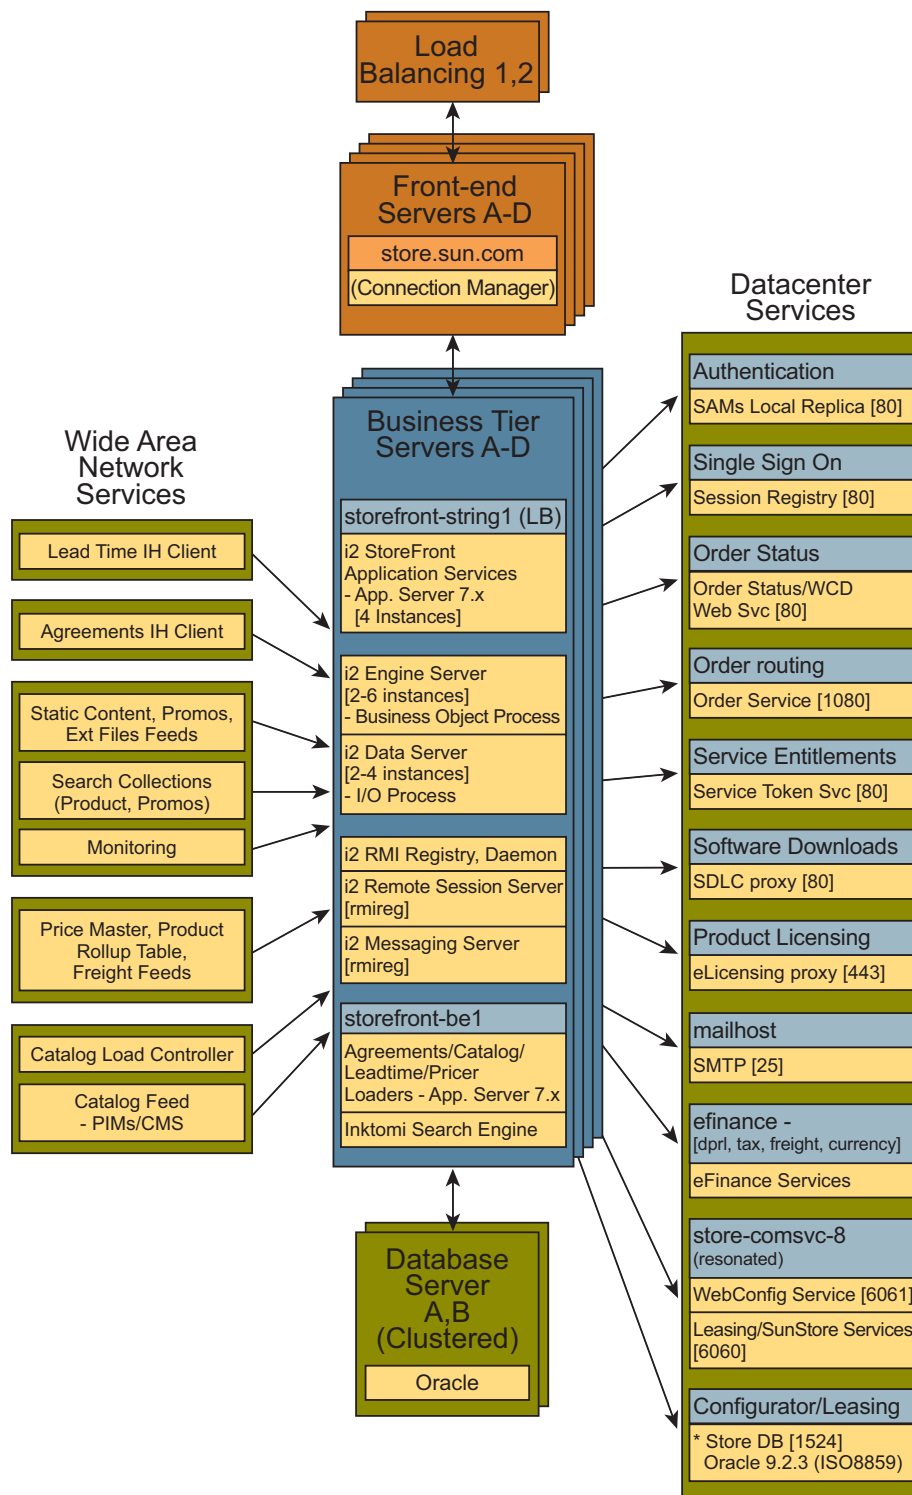 Load
Balancing 1,2
Front-end
Servers A-D
store.sun.com
(Connection Manager)
Business Tier
Servers A-D
storefront-string1 (LB)
i2 StoreFront
Application Services
- App. Server 7.x
[4 Instances]
i2 Engine Server
[2-6 instances]
- Business Object Process
i2 Data Server
[2-4 instances]
- I/O Process
i2 RMI Registry, Daemon
i2 Remote Session Server
[rmireg]
i2 Messaging Server
[rmireg]
storefront-be1
Agreements/Catalog/
Leadtime/Pricer
Loaders - App. Server 7.x
Inktomi Search Engine
Database
Server
A,B
(Clustered)
Oracle
Wide Area
Network
Services
Lead Time IH Client
Agreements IH Client
Static Content, Promos,
Ext Files Feeds
Search Collections
(Product, Promos)
Monitoring
Price Master, Product
Rollup Table,
Freight Feeds
Catalog Load Controller
Catalog Feed
- PIMs/CMS
Datacenter
Services
Authentication
SAMs Local Replica [80]
Single Sign On
Session Registry [80]
Order Status
Order Status/WCD
Web Svc [80]
Order routing
Order Service [1080]
Service Entitlements
Service Token Svc [80]
Software Downloads
SDLC proxy [80]
Product Licensing
eLicensing proxy [443]
mailhost
SMTP [25]
efinance -
[dprl, tax, freight, currency]
eFinance Services
store-comsvc-8
(resonated)
WebConfig Service [6061]
Leasing/SunStore Services
[6060]
Configurator/Leasing
* Store DB [1524]
Oracle 9.2.3 (ISO8859)